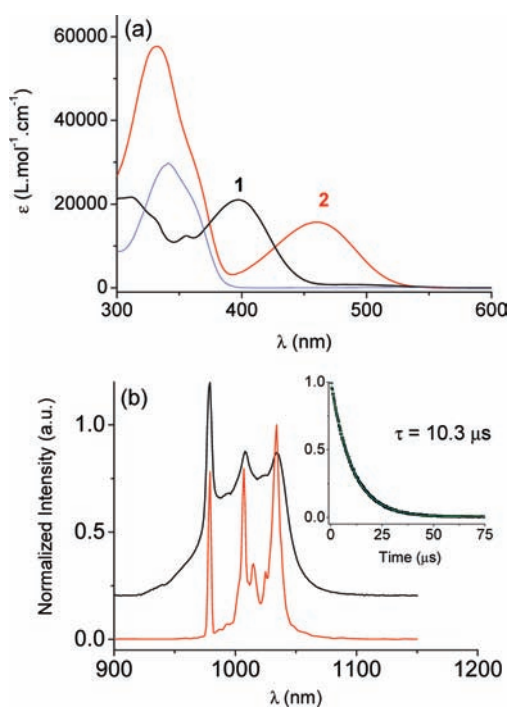 (a)
60000
40000
20000
0
ε (L.mol⁻¹.cm⁻¹)
1
2
300 400 500 600
λ (nm)
(b)
1.0
0.5
0.0
Normalized Intensity (a.u.)
1.0
0.5
0.0
τ = 10.3 μs
0 25 50 75
Time (μs)
900 1000 1100 1200
λ (nm)